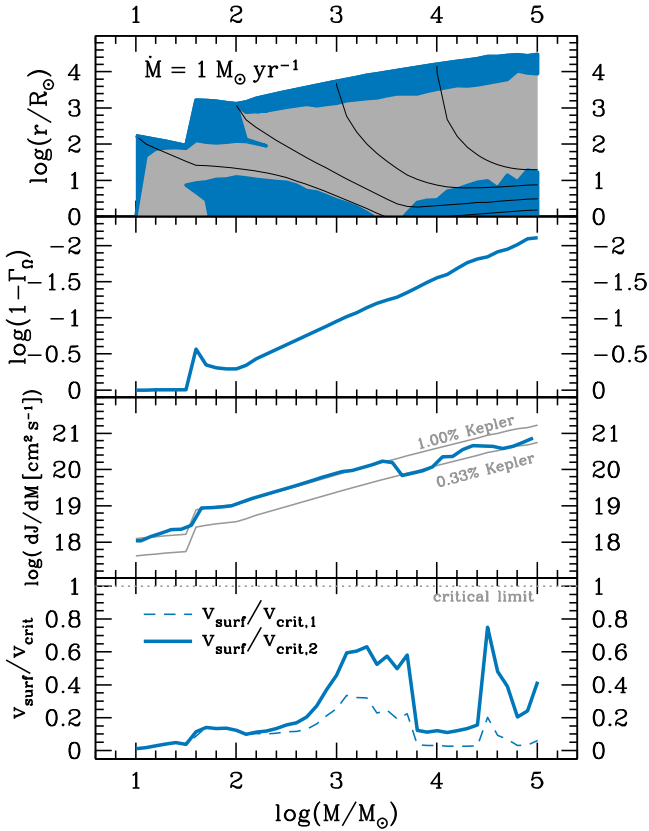 1 2 3 4 5
Ṁ = 1 M⊙ yr⁻¹
log(r/R⊙)
4 4
3 3
2 2
1 1
0 0
log(1−Γ_Ω)
−2 −2
−1.5 −1.5
−1 −1
−0.5 −0.5
0 0
log( dJ/dM [cm² s⁻¹])
21 21
20 20
19 19
18 18
1.00% Kepler
0.33% Kepler
v_surf/v_crit
1 1
0.8 0.8
0.6 0.6
0.4 0.4
0.2 0.2
0 0
critical limit
v_surf/v_crit,1
v_surf/v_crit,2
1 2 3 4 5
log(M/M⊙)